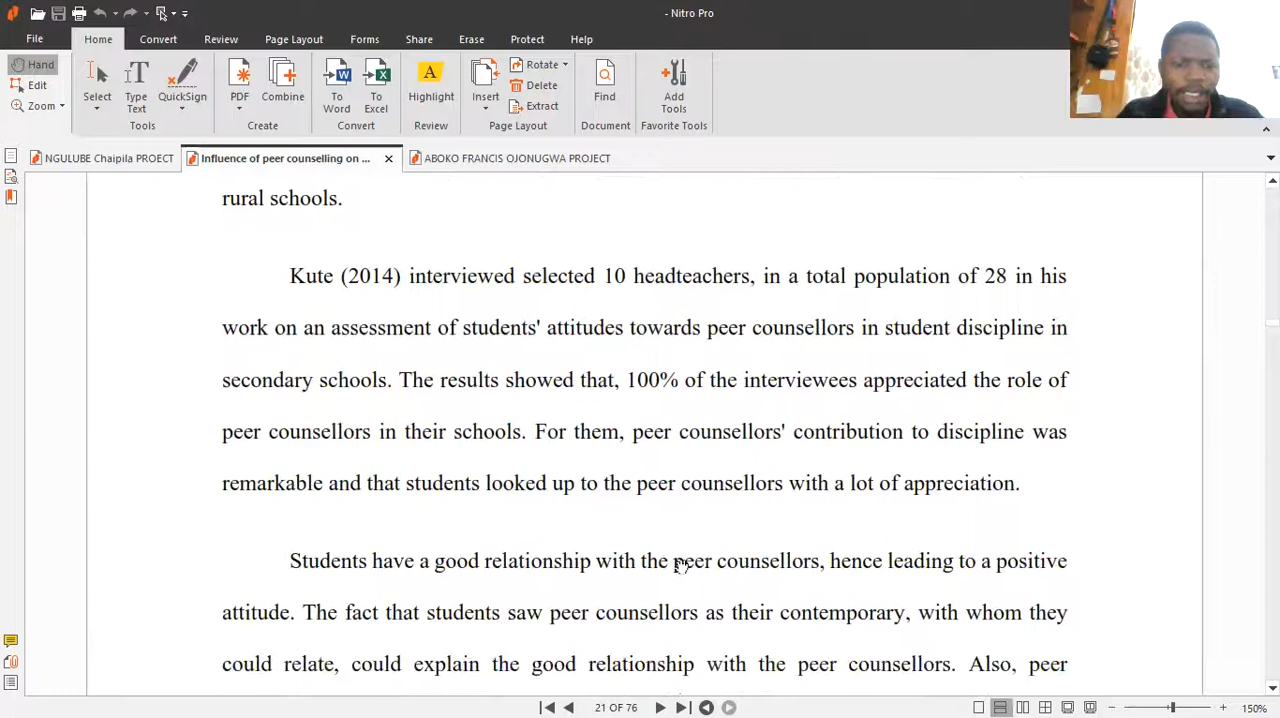 - Nitro Pro
File Home Convert Review Page Layout Forms Share Erase Protect Help
Hand
Edit
Zoom
Select
Type Text
QuickSign
PDF
Combine
To Word
To Excel
Highlight
Insert
Rotate
Delete
Extract
Find
Add Tools
Tools Create Convert Review Page Layout Document Favorite Tools
NGULUBE Chaipila PROECT Influence of peer counselling on ... ABOKO FRANCIS OJONUGWA PROJECT
rural schools.
Kute (2014) interviewed selected 10 headteachers, in a total population of 28 in his
work on an assessment of students' attitudes towards peer counsellors in student discipline in
secondary schools. The results showed that, 100% of the interviewees appreciated the role of
peer counsellors in their schools. For them, peer counsellors' contribution to discipline was
remarkable and that students looked up to the peer counsellors with a lot of appreciation.
Students have a good relationship with the peer counsellors, hence leading to a positive
attitude. The fact that students saw peer counsellors as their contemporary, with whom they
could relate, could explain the good relationship with the peer counsellors. Also, peer
21 OF 76
150%